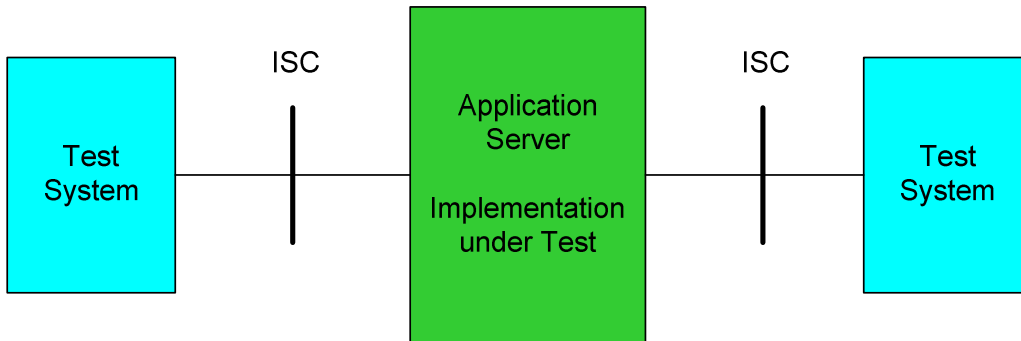 ISC
ISC
Application
Server
Test
System
Implementation
under Test
Test
System